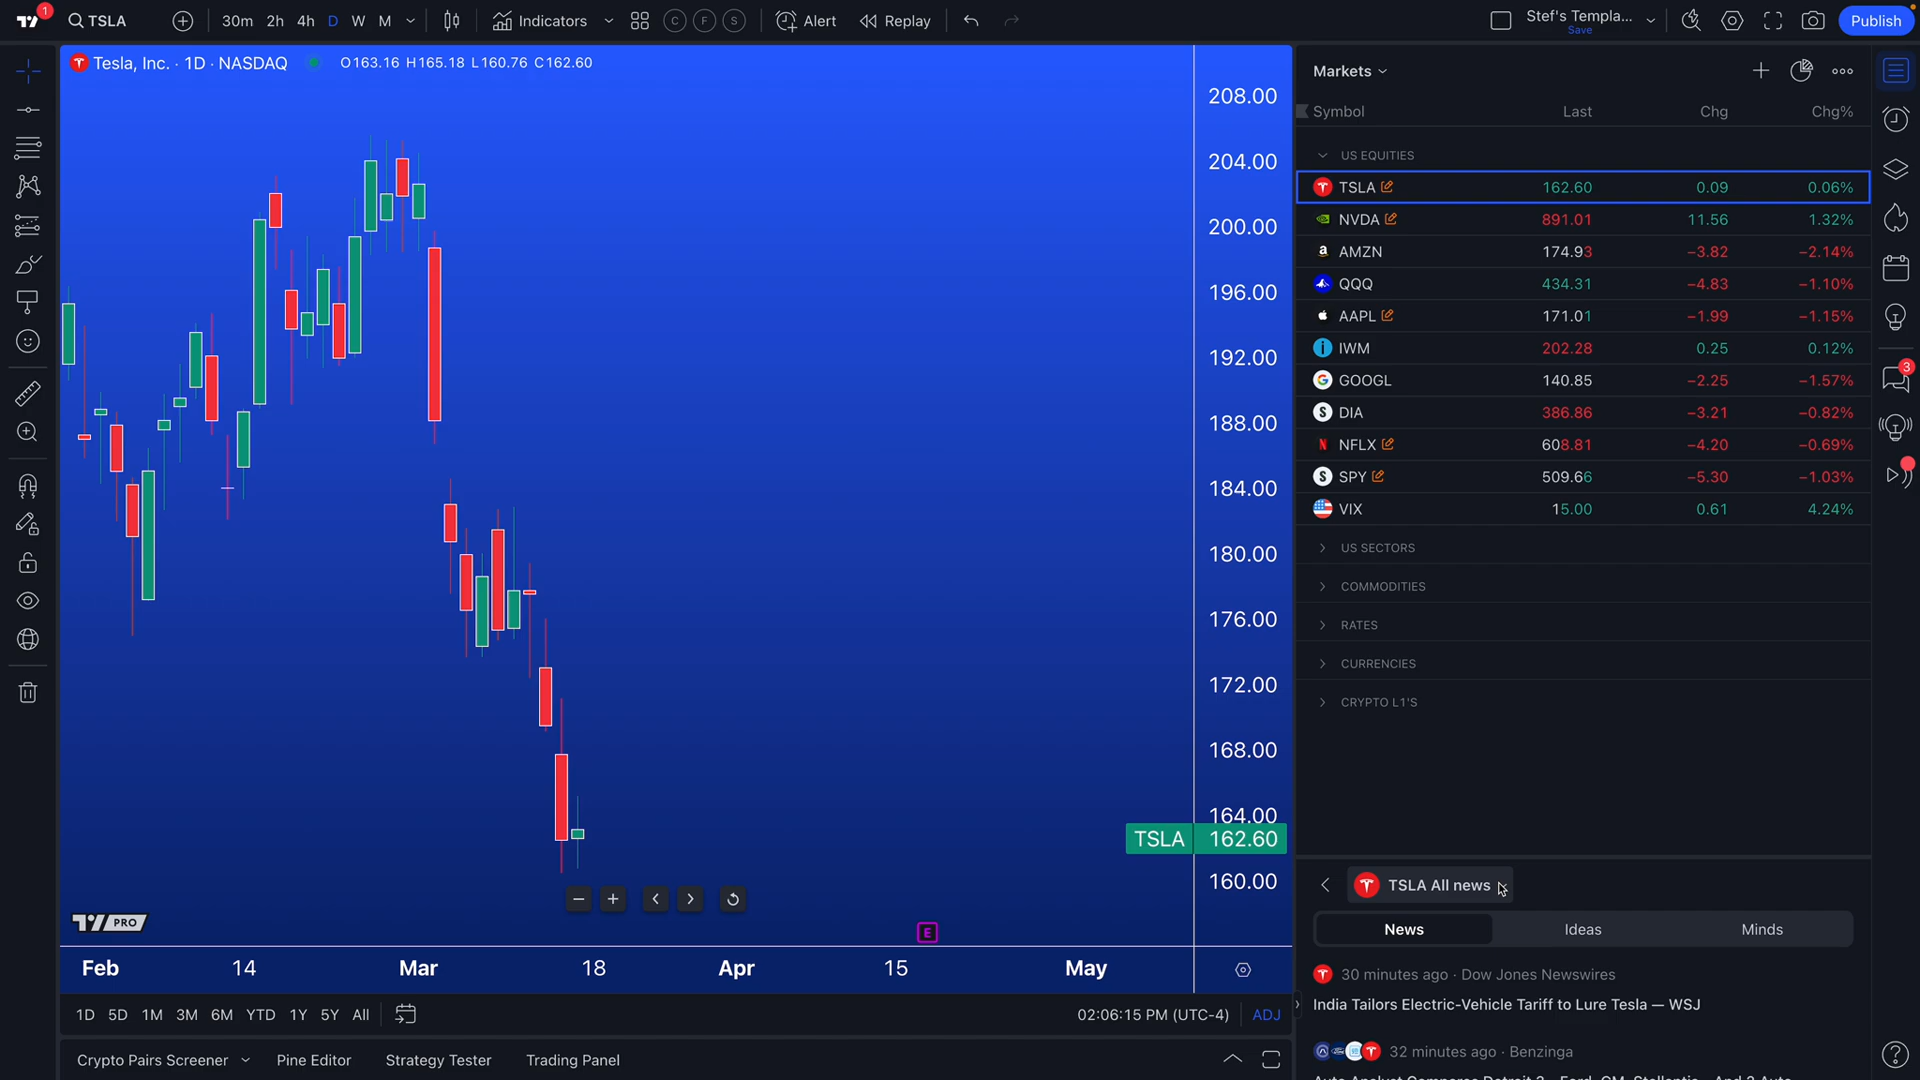 1
TSLA
30m 2h 4h D W M
Indicators
C F S
Alert
Replay
Stef's Templa...
Save
Publish
Tesla, Inc. · 1D · NASDAQ
O163.16 H165.18 L160.76 C162.60
208.00
204.00
200.00
196.00
192.00
188.00
184.00
180.00
176.00
172.00
168.00
164.00
TSLA 162.60
160.00
PRO
E
Feb 14 Mar 18 Apr 15 May
1D 5D 1M 3M 6M YTD 1Y 5Y All
02:06:15 PM (UTC-4) ADJ
Crypto Pairs Screener Pine Editor Strategy Tester Trading Panel
Markets
Symbol Last Chg Chg%
US EQUITIES
TSLA 162.60 0.09 0.06%
NVDA 891.01 11.56 1.32%
AMZN 174.93 −3.82 −2.14%
QQQ 434.31 −4.83 −1.10%
AAPL 171.01 −1.99 −1.15%
IWM 202.28 0.25 0.12%
GOOGL 140.85 −2.25 −1.57%
DIA 386.86 −3.21 −0.82%
NFLX 608.81 −4.20 −0.69%
SPY 509.66 −5.30 −1.03%
VIX 15.00 0.61 4.24%
US SECTORS
COMMODITIES
RATES
CURRENCIES
CRYPTO L1'S
3
TSLA All news
News Ideas Minds
30 minutes ago · Dow Jones Newswires
India Tailors Electric-Vehicle Tariff to Lure Tesla — WSJ
32 minutes ago · Benzinga